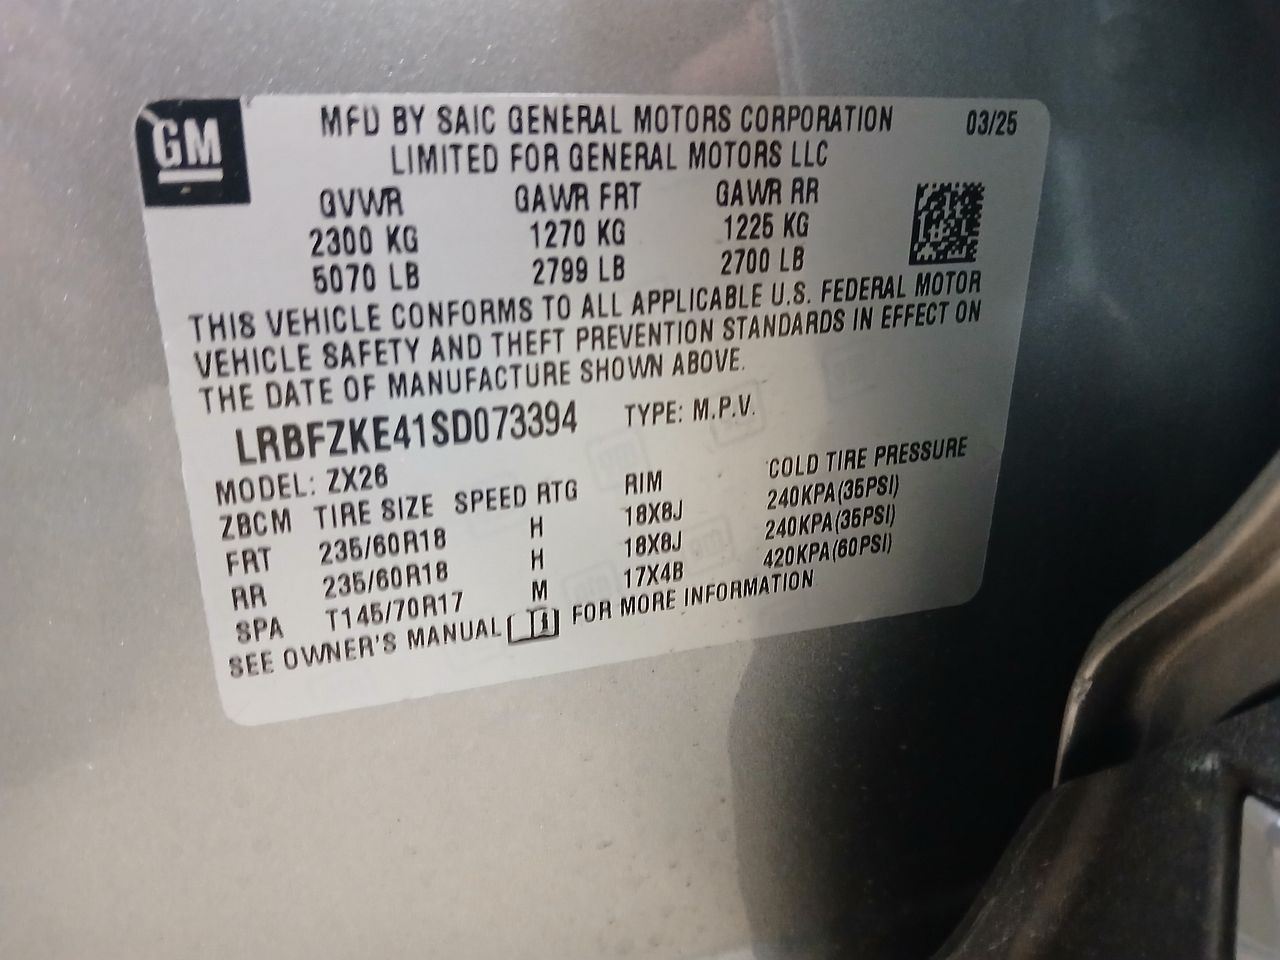 GM
MFD BY SAIC GENERAL MOTORS CORPORATION 03/25
LIMITED FOR GENERAL MOTORS LLC
GVWR GAWR FRT GAWR RR
2300 KG 1270 KG 1225 KG
5070 LB 2799 LB 2700 LB
THIS VEHICLE CONFORMS TO ALL APPLICABLE U.S. FEDERAL MOTOR
VEHICLE SAFETY AND THEFT PREVENTION STANDARDS IN EFFECT ON
THE DATE OF MANUFACTURE SHOWN ABOVE.
LRBFZKE41SD073394 TYPE: M.P.V.
MODEL: ZX26
ZBCM TIRE SIZE SPEED RTG RIM COLD TIRE PRESSURE
FRT 235/60R18 H 18X8J 240KPA(35PSI)
RR 235/60R18 H 18X8J 240KPA(35PSI)
SPA T145/70R17 M 17X4B 420KPA(60PSI)
SEE OWNER'S MANUAL FOR MORE INFORMATION